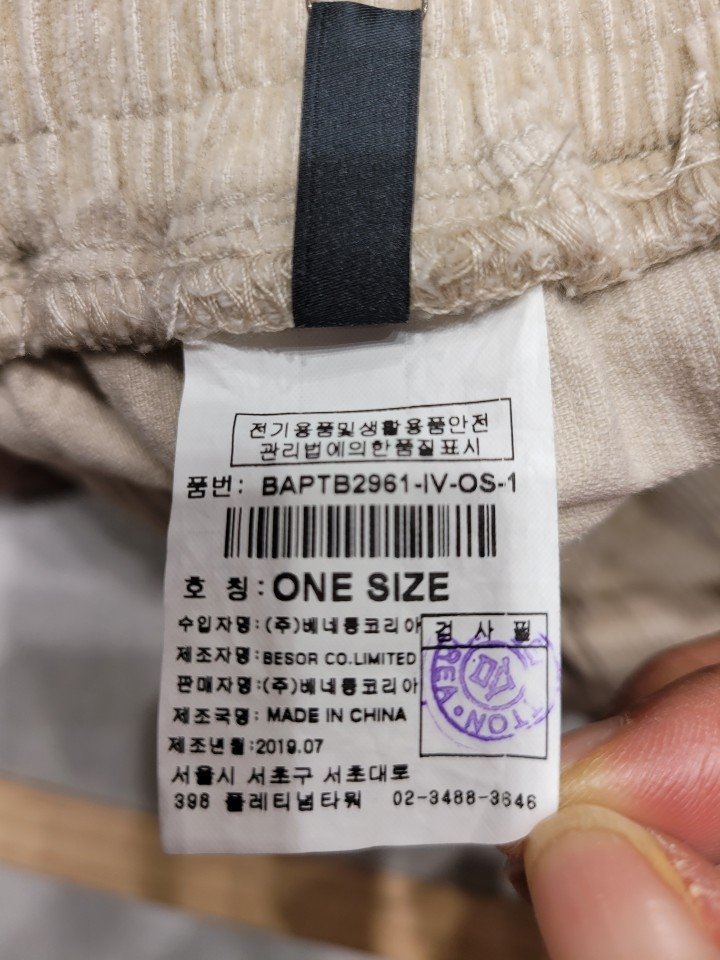 전기용품및생활용품안전
관리법에의한품질표시
품번: BAPTB2961-IV-OS-1
호 칭: ONE SIZE
수입자명: (주)베네통코리아
검 사 필
제조자명: BESOR CO.LIMITED
판매자명: (주)베네통코리아
제조국명: MADE IN CHINA
제조년월: 2019.07
서울시 서초구 서초대로
398 플레티넘타워 02-3488-3646